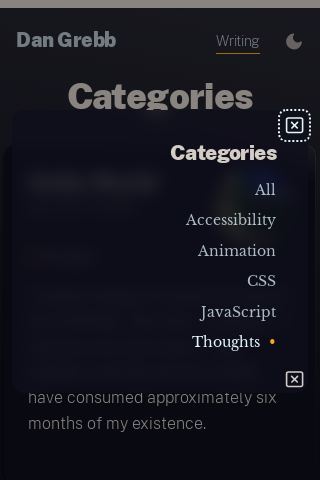 Dan Grebb
Writing
Categories
Categories
All
Accessibility
Animation
CSS
JavaScript
Thoughts
have consumed approximately six
months of my existence.